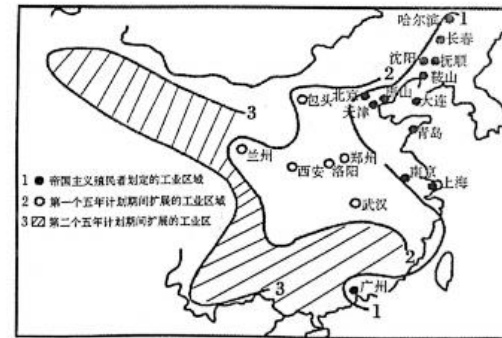 哈尔滨 1
长春
沈阳 抚顺
鞍山
2
北京 唐山
包头
天津 大连
3
青岛
兰州
郑州
西安 洛阳
南京
上海
1 ● 帝国主义殖民者划定的工业区域
2 ○ 第一个五年计划期间扩展的工业区域
3 第二个五年计划期间扩展的工业区
武汉
2
3
广州
1